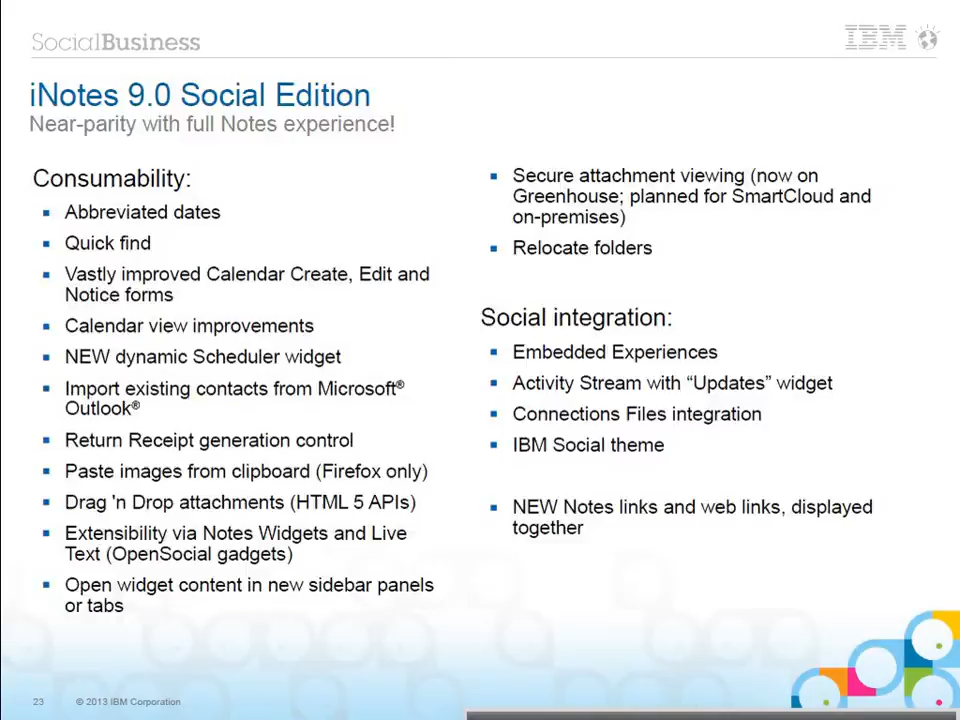 SocialBusiness
IBM
iNotes 9.0 Social Edition
Near-parity with full Notes experience!
Consumability:
Abbreviated dates
Quick find
Vastly improved Calendar Create, Edit and
Notice forms
Calendar view improvements
NEW dynamic Scheduler widget
Import existing contacts from Microsoft®
Outlook®
Return Receipt generation control
Paste images from clipboard (Firefox only)
Drag 'n Drop attachments (HTML 5 APIs)
Extensibility via Notes Widgets and Live
Text (OpenSocial gadgets)
Open widget content in new sidebar panels
or tabs
Secure attachment viewing (now on
Greenhouse; planned for SmartCloud and
on-premises)
Relocate folders
Social integration:
Embedded Experiences
Activity Stream with “Updates” widget
Connections Files integration
IBM Social theme
NEW Notes links and web links, displayed
together
23
© 2013 IBM Corporation